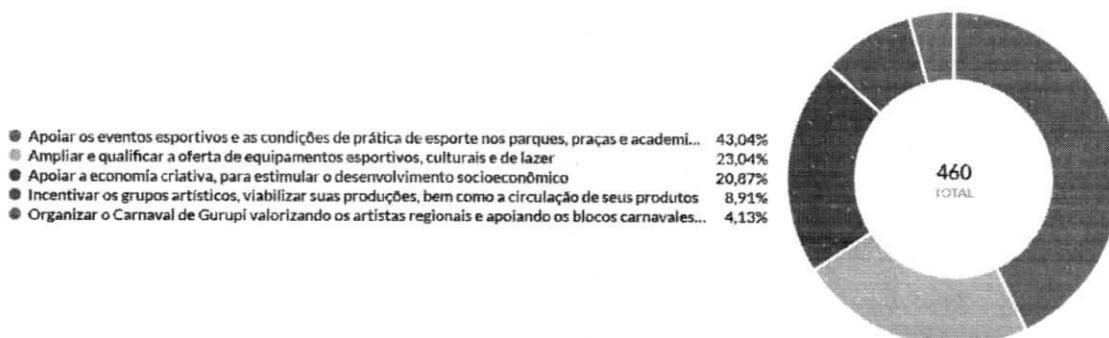 Apoiar os eventos esportivos e as condições de prática de esporte nos parques, praças e academi... 43,04%
Ampliar e qualificar a oferta de equipamentos esportivos, culturais e de lazer 23,04%
Apoiar a economia criativa, para estimular o desenvolvimento socioeconômico 20,87%
Incentivar os grupos artísticos, viabilizar suas produções, bem como a circulação de seus produtos 8,91%
Organizar o Carnaval de Gurupi valorizando os artistas regionais e apoiando os blocos carnavales... 4,13%
460
TOTAL